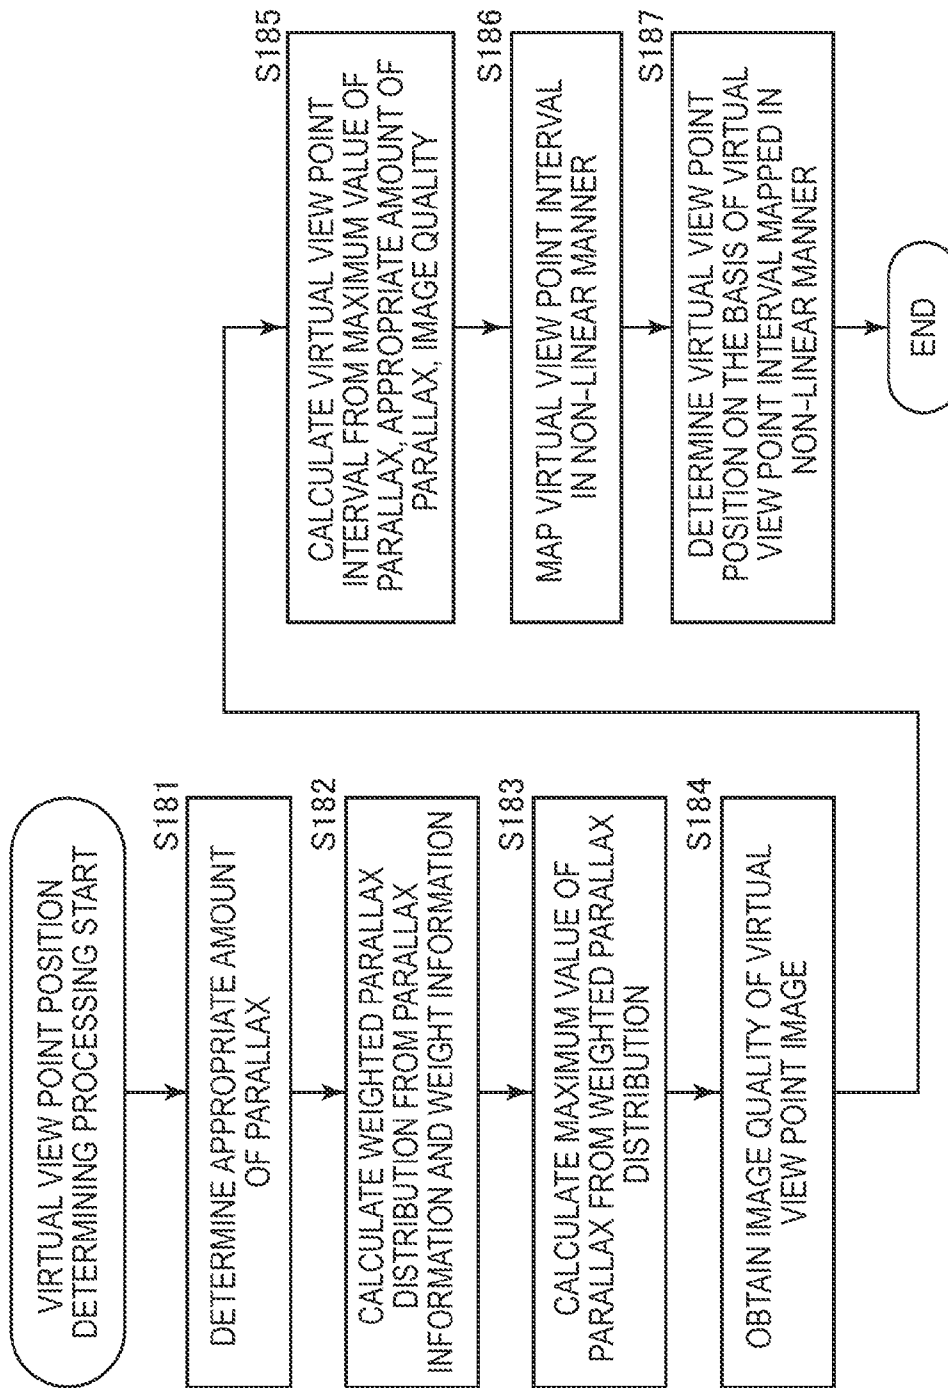 VIRTUAL VIEW POINT POSITION
DETERMINING PROCESSING START
S181
DETERMINE APPROPRIATE AMOUNT
OF PARALLAX
S182
CALCULATE WEIGHTED PARALLAX
DISTRIBUTION FROM PARALLAX
INFORMATION AND WEIGHT INFORMATION
S183
CALCULATE MAXIMUM VALUE OF
PARALLAX FROM WEIGHTED PARALLAX
DISTRIBUTION
S184
OBTAIN IMAGE QUALITY OF VIRTUAL
VIEW POINT IMAGE
S185
CALCULATE VIRTUAL VIEW POINT
INTERVAL FROM MAXIMUM VALUE OF
PARALLAX, APPROPRIATE AMOUNT OF
PARALLAX, IMAGE QUALITY
S186
MAP VIRTUAL VIEW POINT INTERVAL
IN NON-LINEAR MANNER
S187
DETERMINE VIRTUAL VIEW POINT
POSITION ON THE BASIS OF VIRTUAL
VIEW POINT INTERVAL MAPPED IN
NON-LINEAR MANNER
END